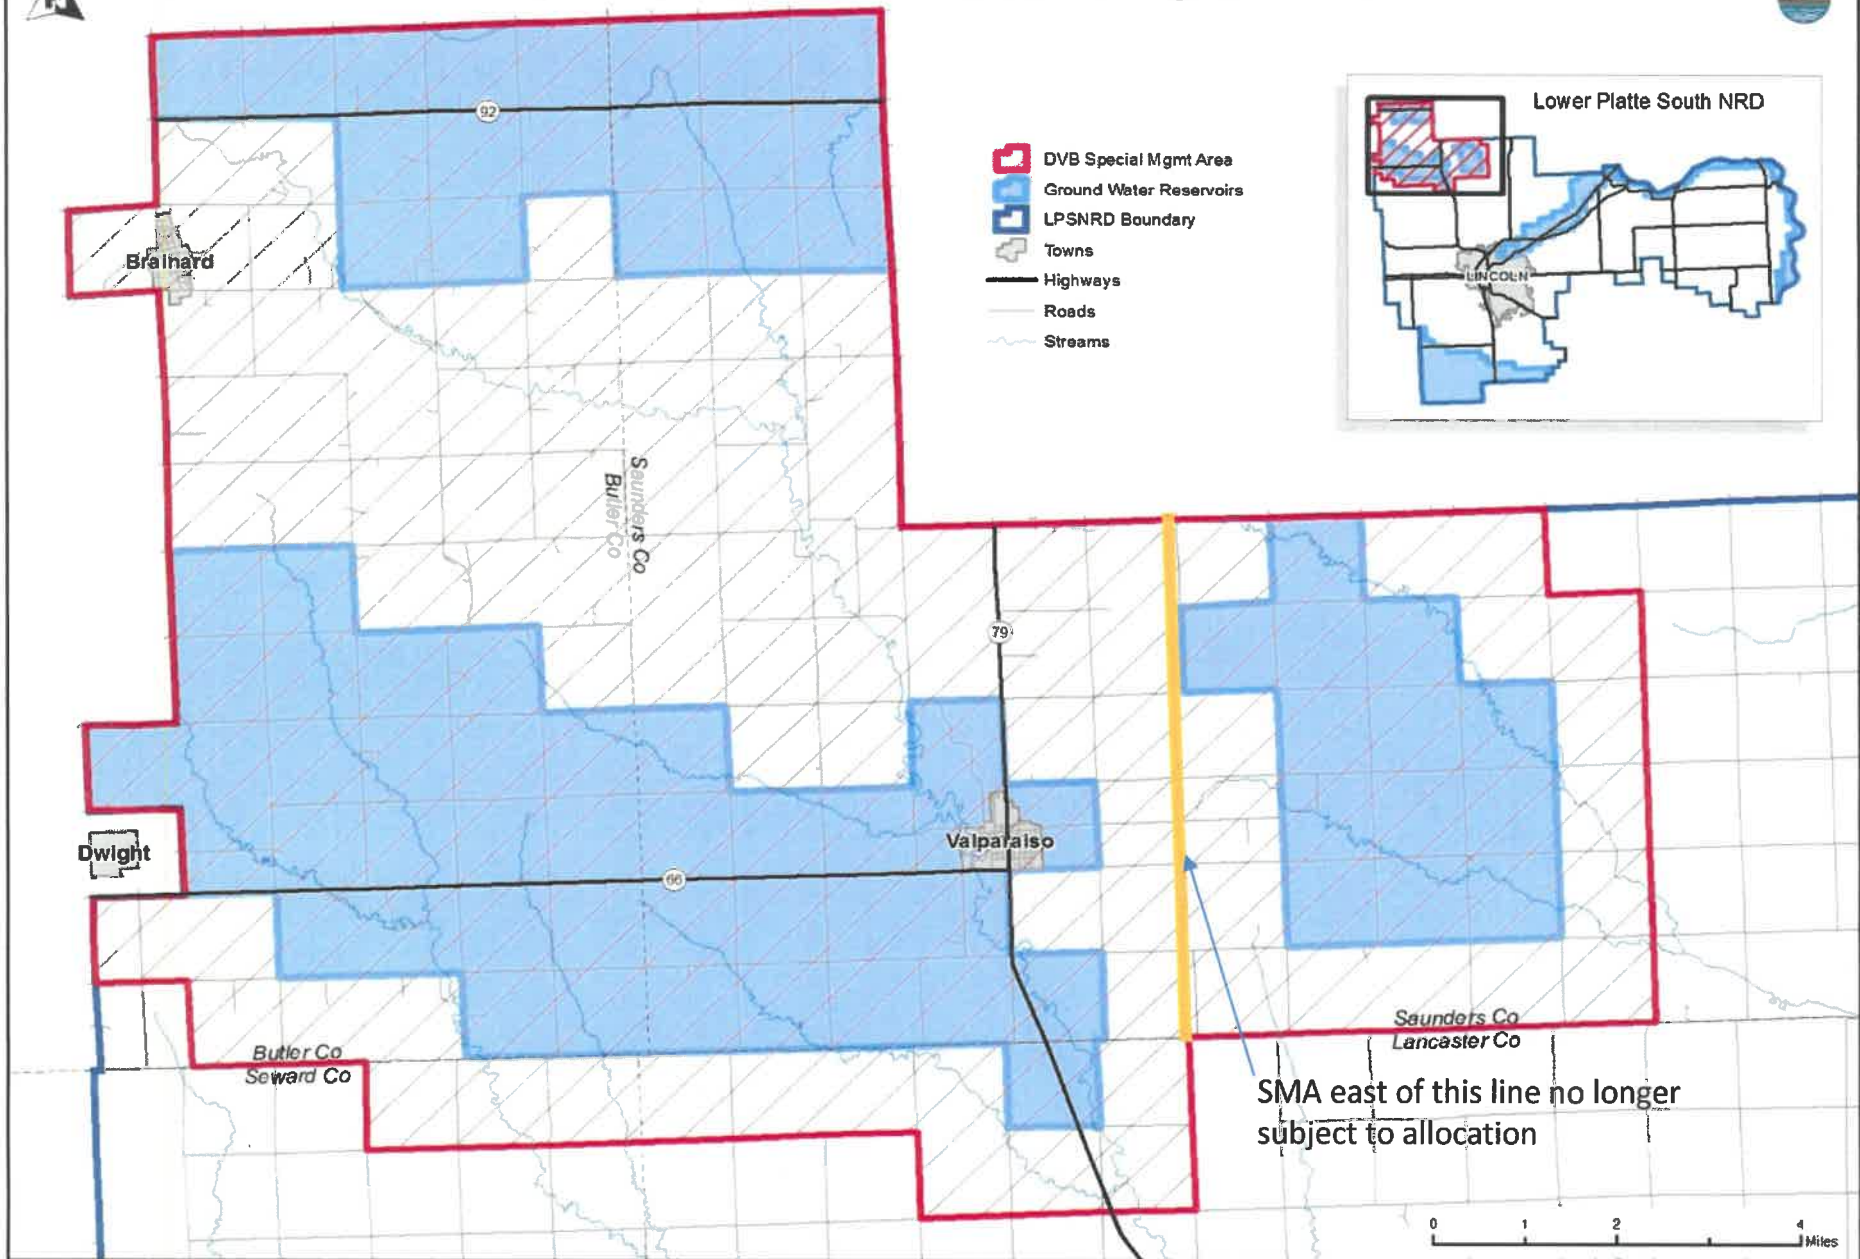 N
92
Brainard
Saunders Co
Butler Co
79
Dwight
Valparaiso
66
Butler Co
Seward Co
Saunders Co
Lancaster Co
SMA east of this line no longer
subject to allocation
DVB Special Mgmt Area
Ground Water Reservoirs
LPSNRD Boundary
Towns
Highways
Roads
Streams
Lower Platte South NRD
LINCOLN
0 1 2 4
Miles